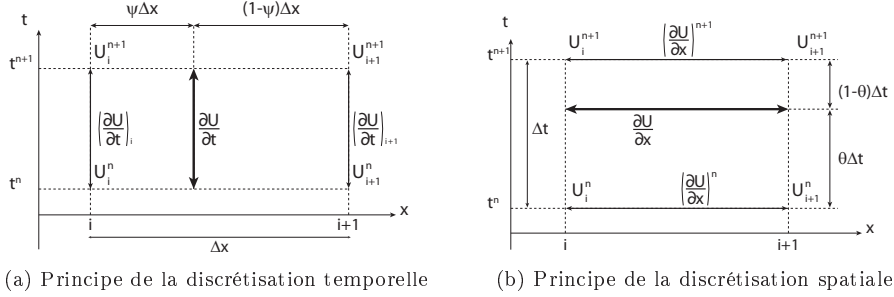 ψΔx (1-ψ)Δx
t
U_i^{n+1} U_{i+1}^{n+1}
t^{n+1}
(∂U/∂t)_i ∂U/∂t (∂U/∂t)_{i+1}
U_i^n U_{i+1}^n
t^n
x
i i+1
Δx
(a) Principe de la discrétisation temporelle
t
U_i^{n+1} (∂U/∂x)^{n+1} U_{i+1}^{n+1}
t^{n+1}
(1-θ)Δt
Δt ∂U/∂x
θΔt
U_i^n (∂U/∂x)^n U_{i+1}^n
t^n
x
i i+1
(b) Principe de la discrétisation spatiale